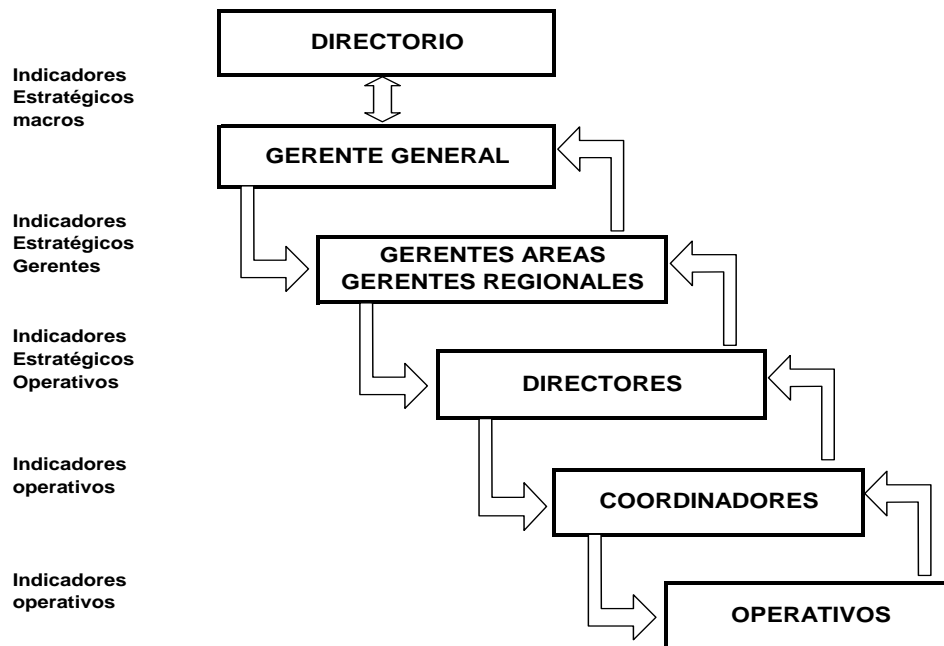 DIRECTORIO
Indicadores
Estratégicos
macros
GERENTE GENERAL
Indicadores
Estratégicos
Gerentes
GERENTES AREAS
GERENTES REGIONALES
Indicadores
Estratégicos
Operativos
DIRECTORES
Indicadores
operativos
COORDINADORES
Indicadores
operativos
OPERATIVOS